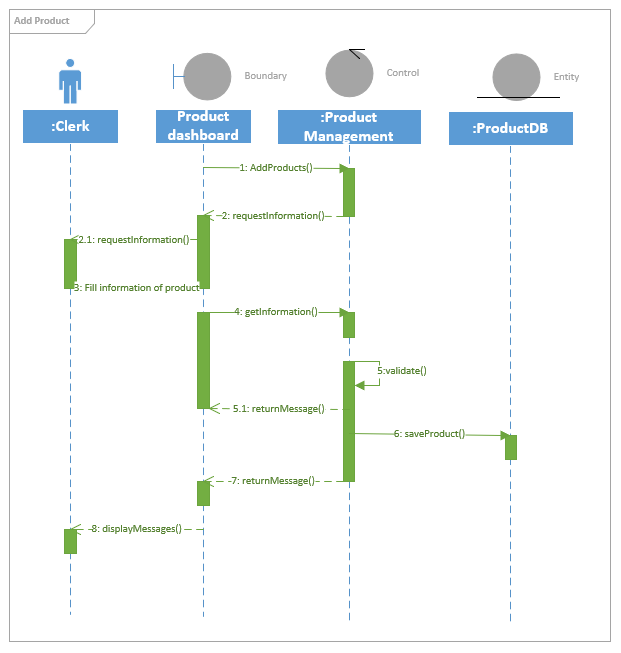 Add Product
Boundary
Control
Entity
:Clerk
Product
dashboard
:Product
Management
:ProductDB
1: AddProducts()
2: requestInformation()
2.1: requestInformation()
3: Fill information of product
4: getInformation()
5:validate()
5.1: returnMessage()
6: saveProduct()
7: returnMessage()
8: displayMessages()